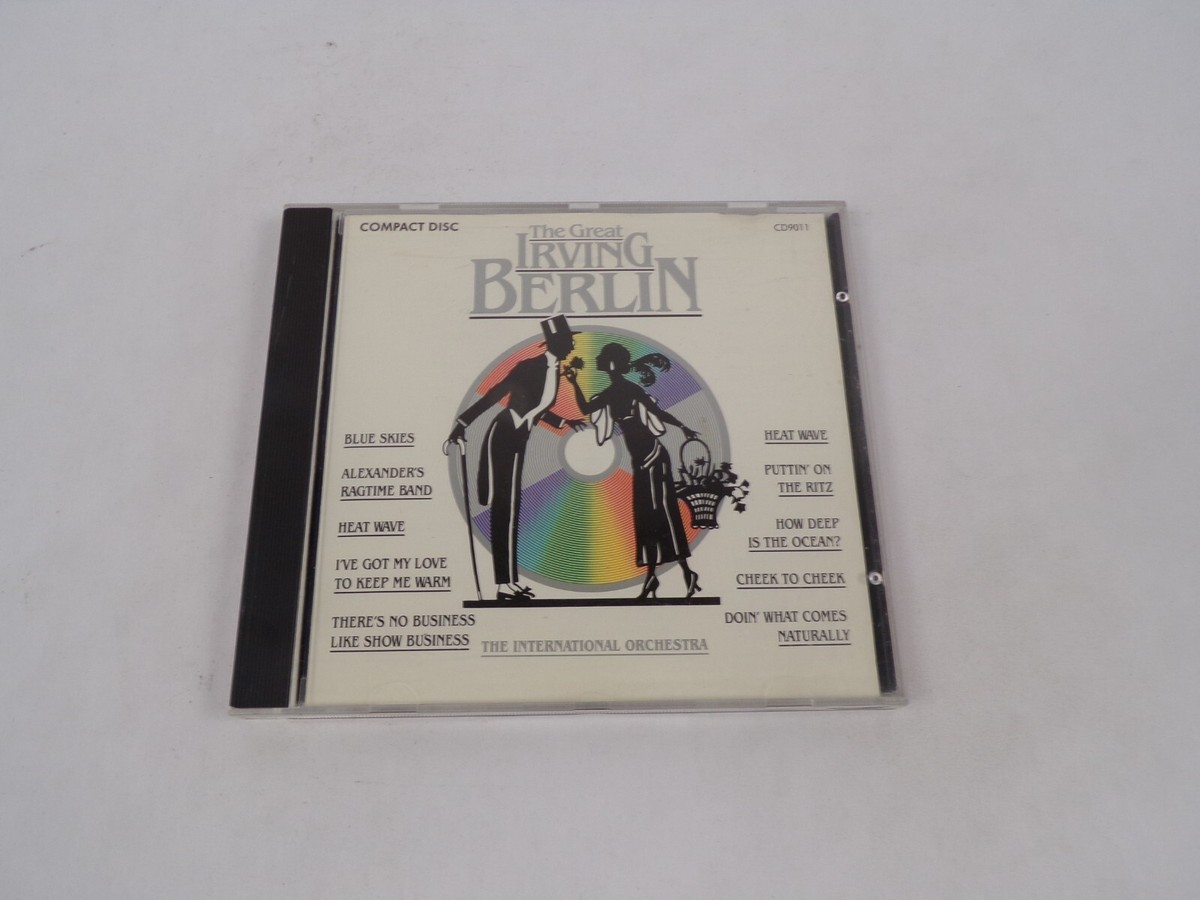 COMPACT DISC
CD9011
The Great
IRVING
BERLIN
BLUE SKIES
ALEXANDER'S
RAGTIME BAND
HEAT WAVE
I'VE GOT MY LOVE
TO KEEP ME WARM
THERE'S NO BUSINESS
LIKE SHOW BUSINESS
HEAT WAVE
PUTTIN' ON
THE RITZ
HOW DEEP
IS THE OCEAN?
CHEEK TO CHEEK
DOIN' WHAT COMES
NATURALLY
THE INTERNATIONAL ORCHESTRA